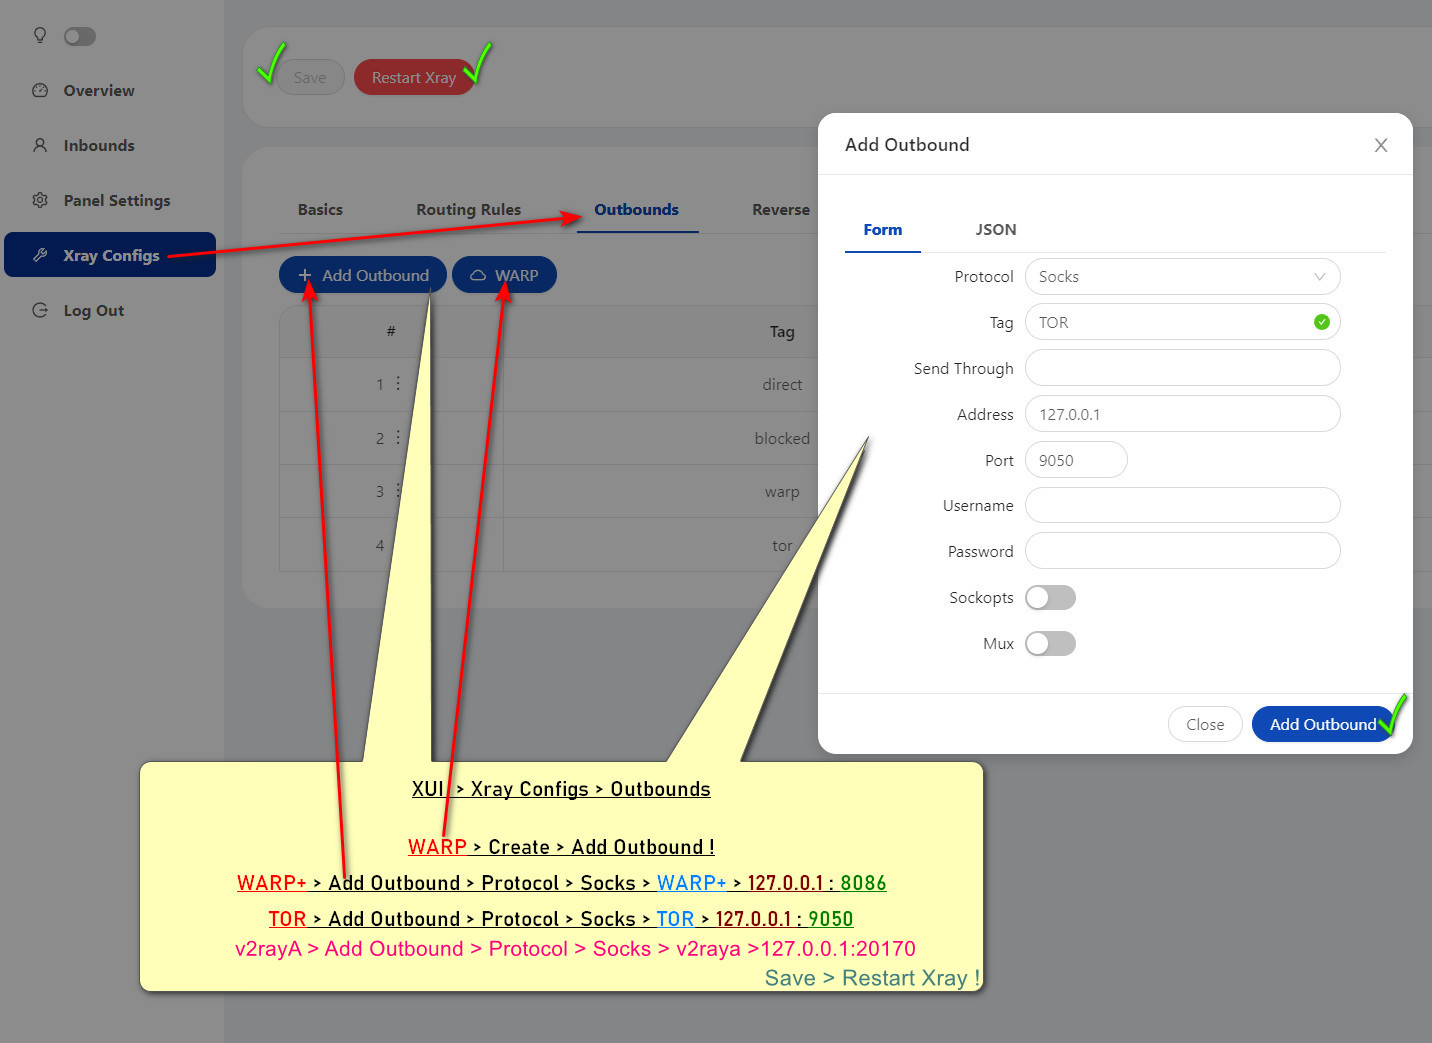 Save
Restart Xray
Overview
Inbounds
Panel Settings
Xray Configs
Log Out
Basics
Routing Rules
Outbounds
Reverse
+ Add Outbound
WARP
#
Tag
1
direct
2
blocked
3
warp
4
tor
Add Outbound
Form
JSON
Protocol
Socks
Tag
TOR
Send Through
Address
127.0.0.1
Port
9050
Username
Password
Sockopts
Mux
Close
Add Outbound
XUI > Xray Configs > Outbounds
WARP > Create > Add Outbound !
WARP+ > Add Outbound > Protocol > Socks > WARP+ > 127.0.0.1 : 8086
TOR > Add Outbound > Protocol > Socks > TOR > 127.0.0.1 : 9050
v2rayA > Add Outbound > Protocol > Socks > v2raya >127.0.0.1:20170
Save > Restart Xray !